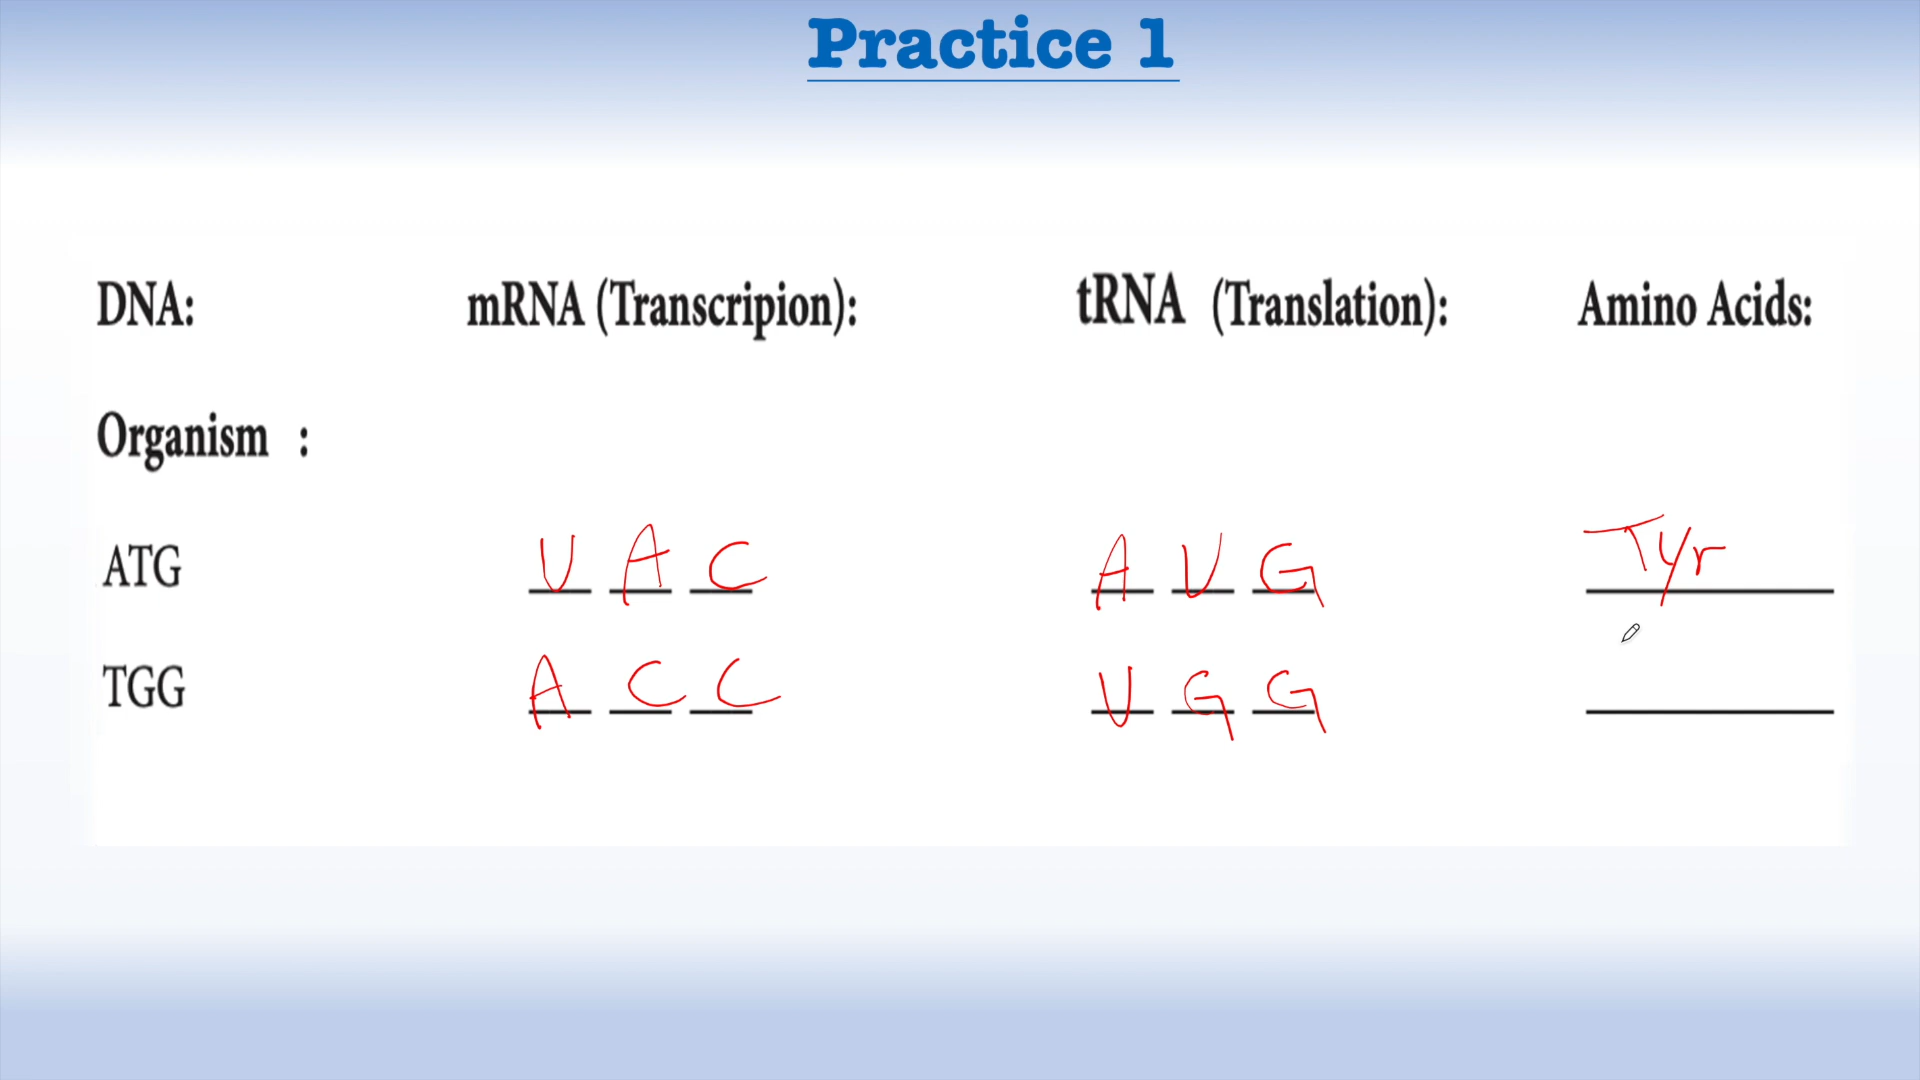 Practice 1
DNA: mRNA (Transcripion): tRNA (Translation): Amino Acids:
Organism :
ATG U A C A U G Tyr
TGG A C C U G G